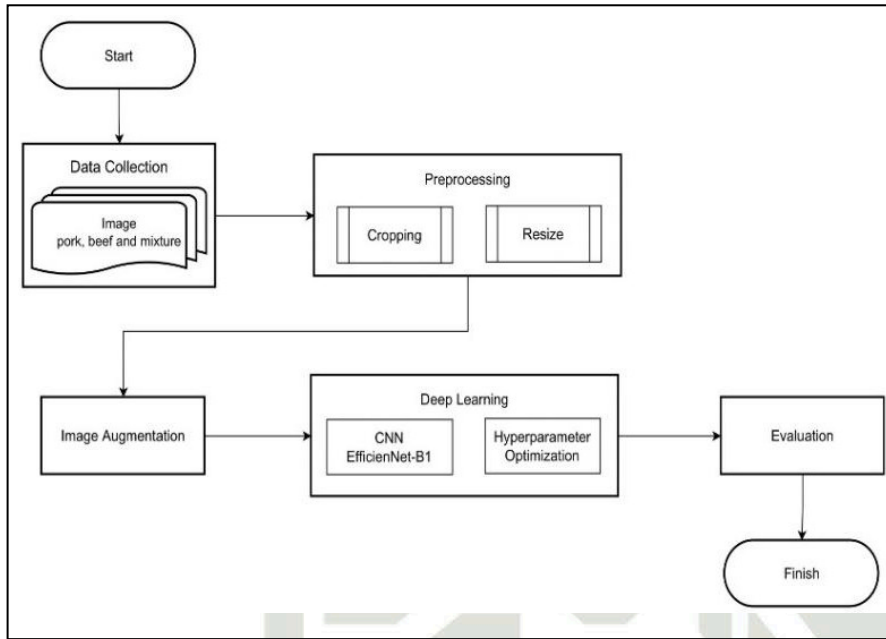 Start
Data Collection
Image
pork, beef and mixture
Preprocessing
Cropping
Resize
Image Augmentation
Deep Learning
CNN
EfficienNet-B1
Hyperparameter
Optimization
Evaluation
Finish